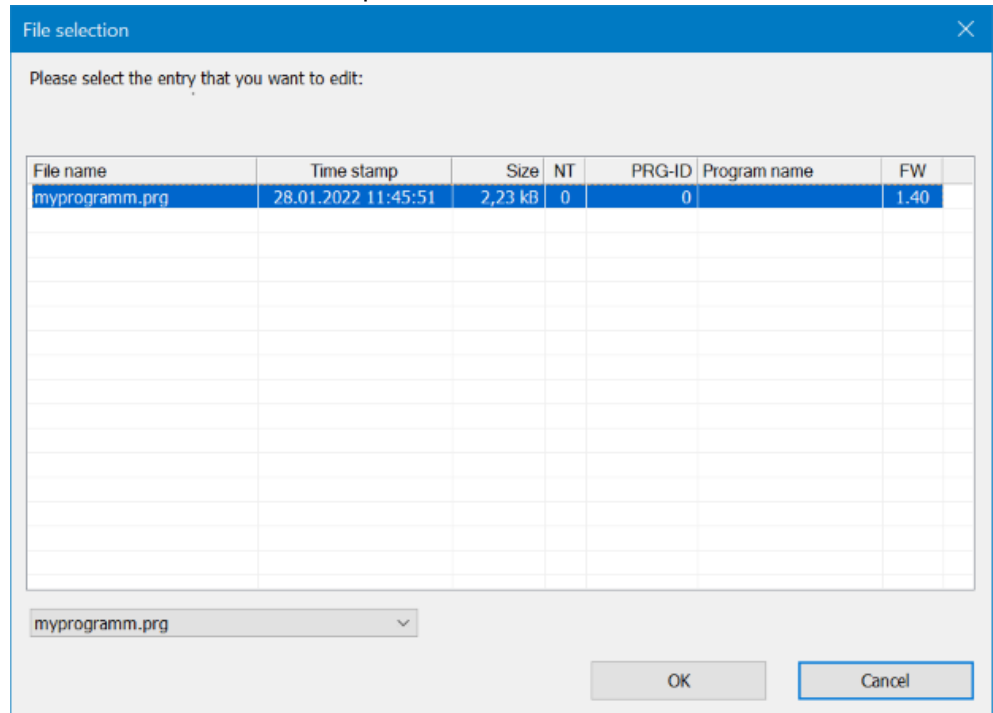 File selection
Please select the entry that you want to edit:
File name Time stamp Size NT PRG-ID Program name FW
myprogramm.prg 28.01.2022 11:45:51 2,23 kB 0 0 1.40
myprogramm.prg
OK Cancel